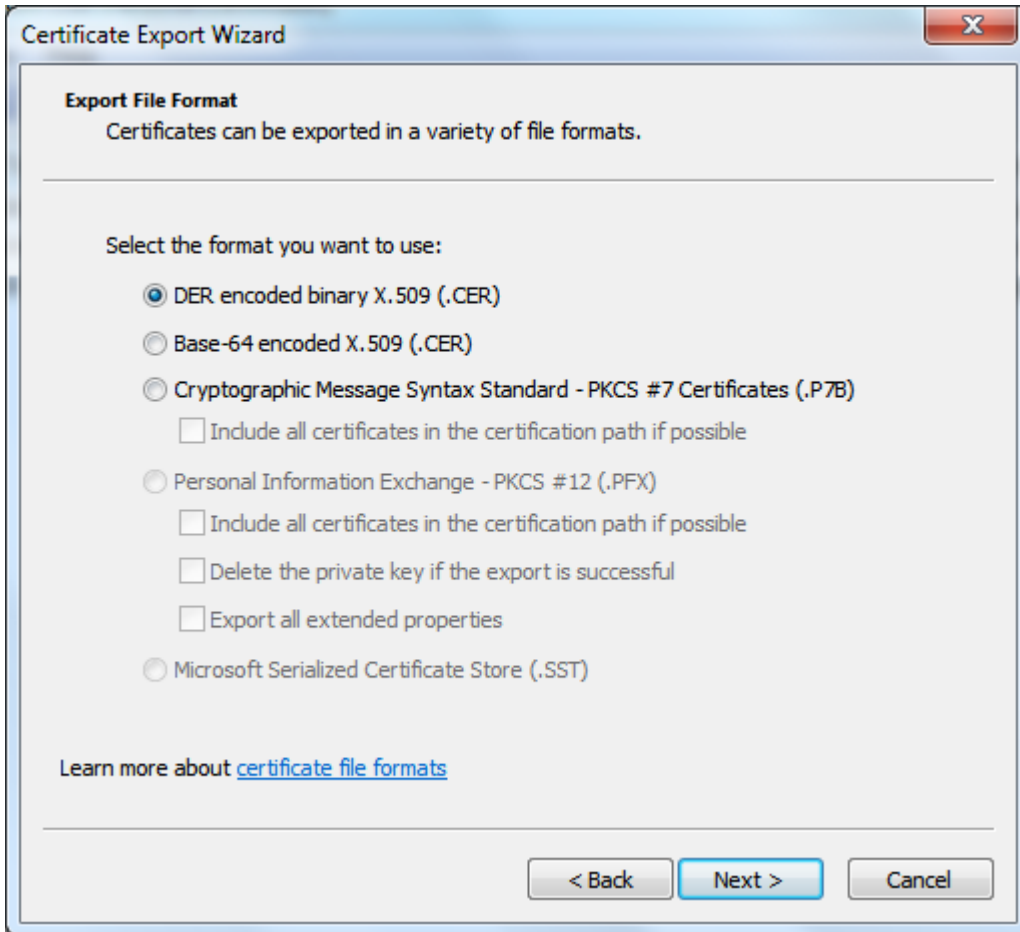 Certificate Export Wizard
Export File Format
Certificates can be exported in a variety of file formats.
Select the format you want to use:
DER encoded binary X.509 (.CER)
Base-64 encoded X.509 (.CER)
Cryptographic Message Syntax Standard - PKCS #7 Certificates (.P7B)
Include all certificates in the certification path if possible
Personal Information Exchange - PKCS #12 (.PFX)
Include all certificates in the certification path if possible
Delete the private key if the export is successful
Export all extended properties
Microsoft Serialized Certificate Store (.SST)
Learn more about certificate file formats
< Back Next > Cancel